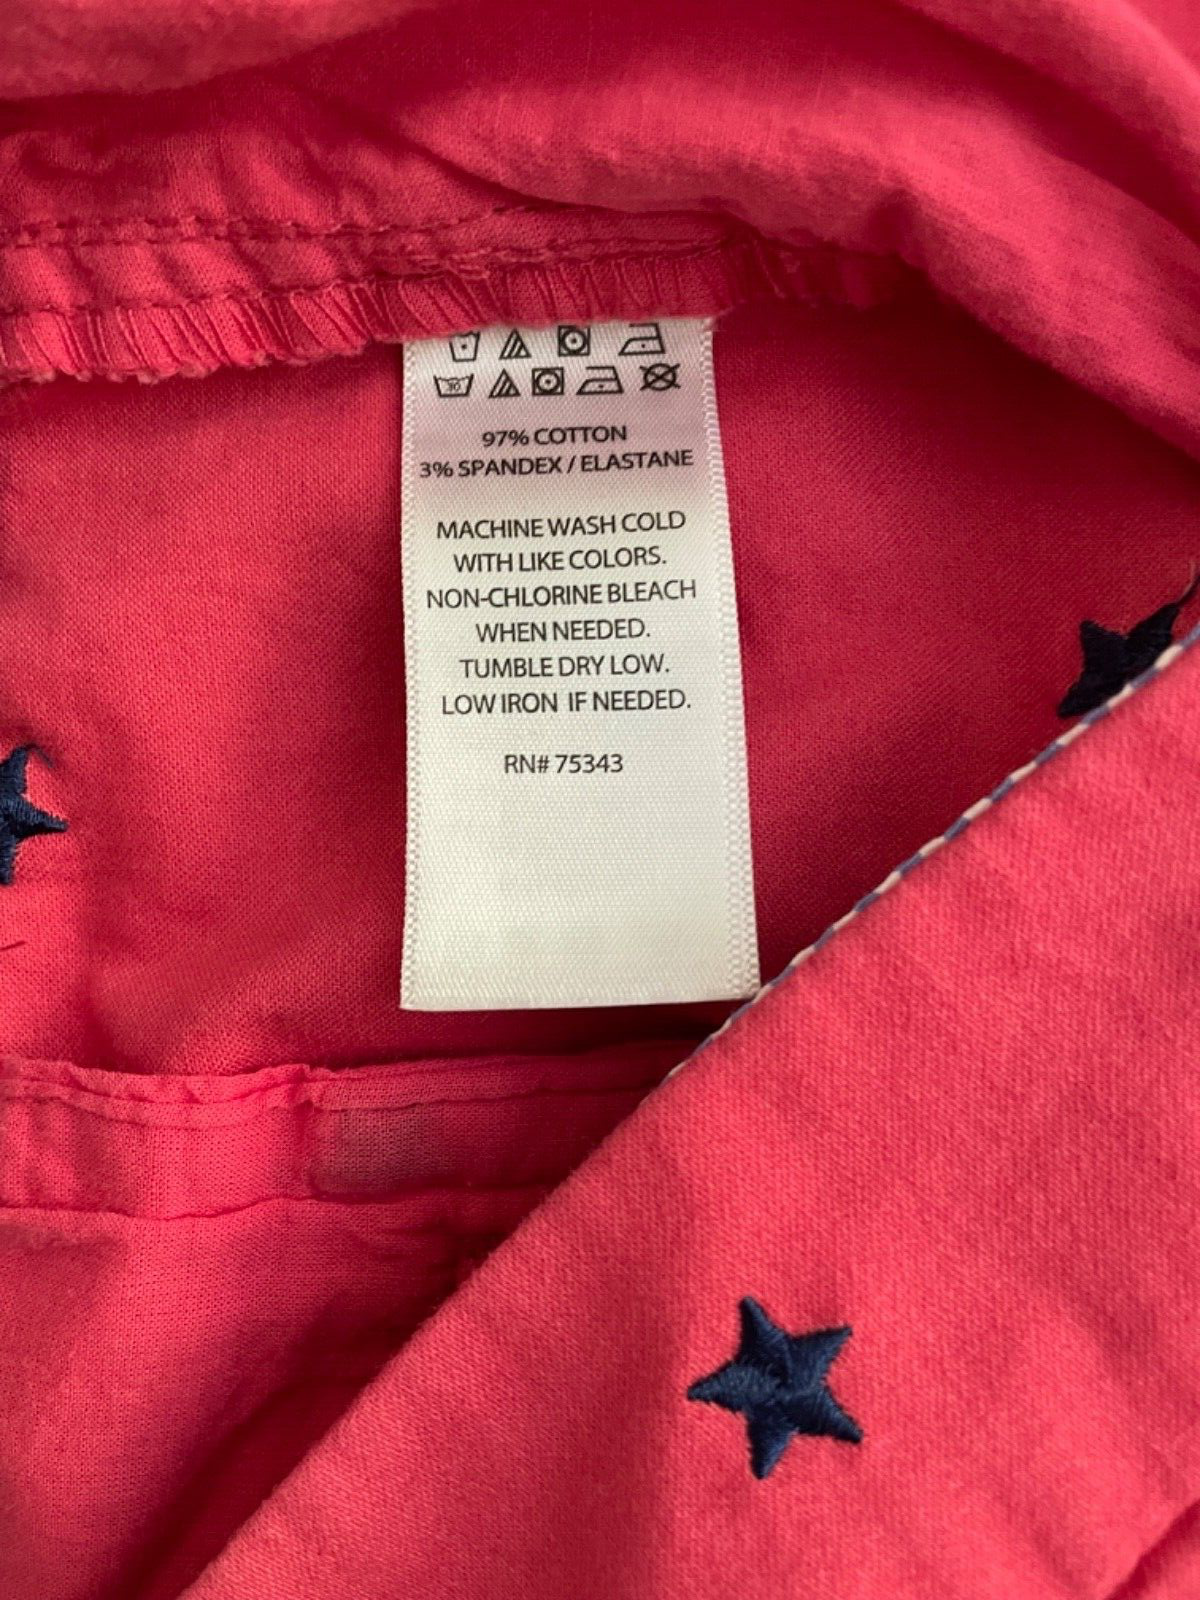 30
97% COTTON
3% SPANDEX / ELASTANE
MACHINE WASH COLD
WITH LIKE COLORS.
NON-CHLORINE BLEACH
WHEN NEEDED.
TUMBLE DRY LOW.
LOW IRON IF NEEDED.
RN# 75343